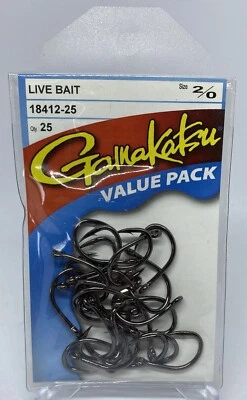 LIVE BAIT
Size 2/0
18412-25
Qty. 25
Gamakatsu
VALUE PACK